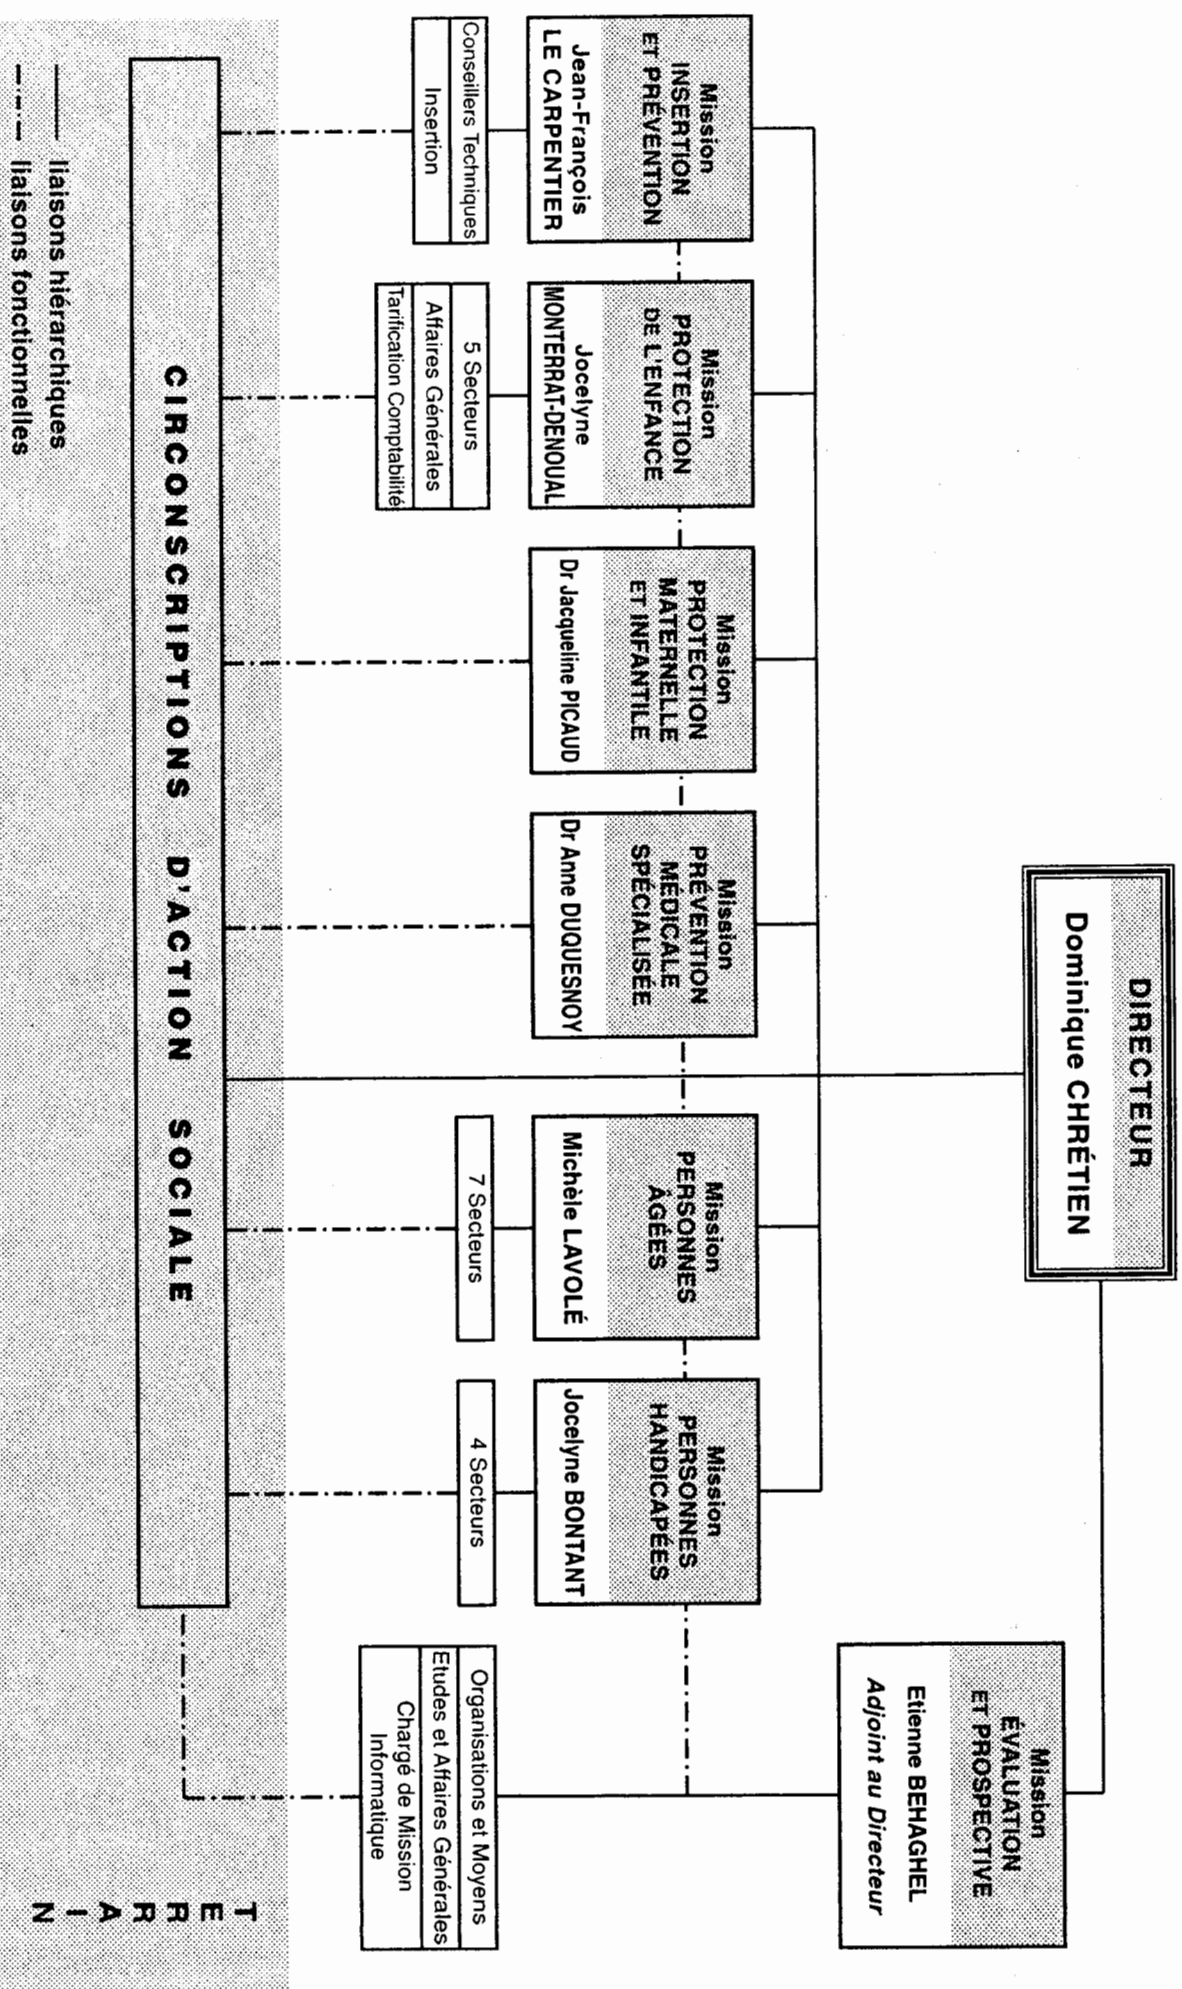 DIRECTEUR
Dominique CHRÉTIEN
Mission
ÉVALUATION
ET PROSPECTIVE
Etienne BEHAGHEL
Adjoint au Directeur
Mission
INSERTION
ET PRÉVENTION
Jean-François
LE CARPENTIER
Conseillers Techniques
Insertion
Mission
PROTECTION
DE L'ENFANCE
Jocelyne
MONTERRAT-DENOUAL
5 Secteurs
Affaires Générales
Tarification Comptabilité
Mission
PROTECTION
MATERNELLE
ET INFANTILE
Dr Jacqueline PICAUD
Mission
PRÉVENTION
MÉDICALE
SPÉCIALISÉE
Dr Anne DUQUESNOY
Mission
PERSONNES
ÂGÉES
Michèle LAVOLÉ
7 Secteurs
Mission
PERSONNES
HANDICAPÉES
Jocelyne BONTANT
4 Secteurs
Organisations et Moyens
Etudes et Affaires Générales
Chargé de Mission
Informatique
CIRCONSCRIPTIONS D'ACTION SOCIALE
TERRAIN
liaisons hiérarchiques
liaisons fonctionnelles